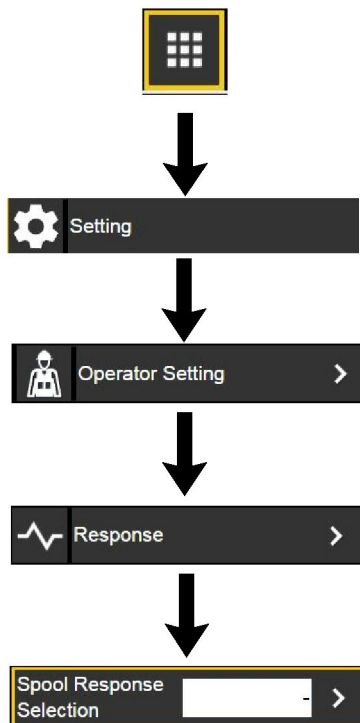 Setting
Operator Setting
Response
Spool Response
Selection
-